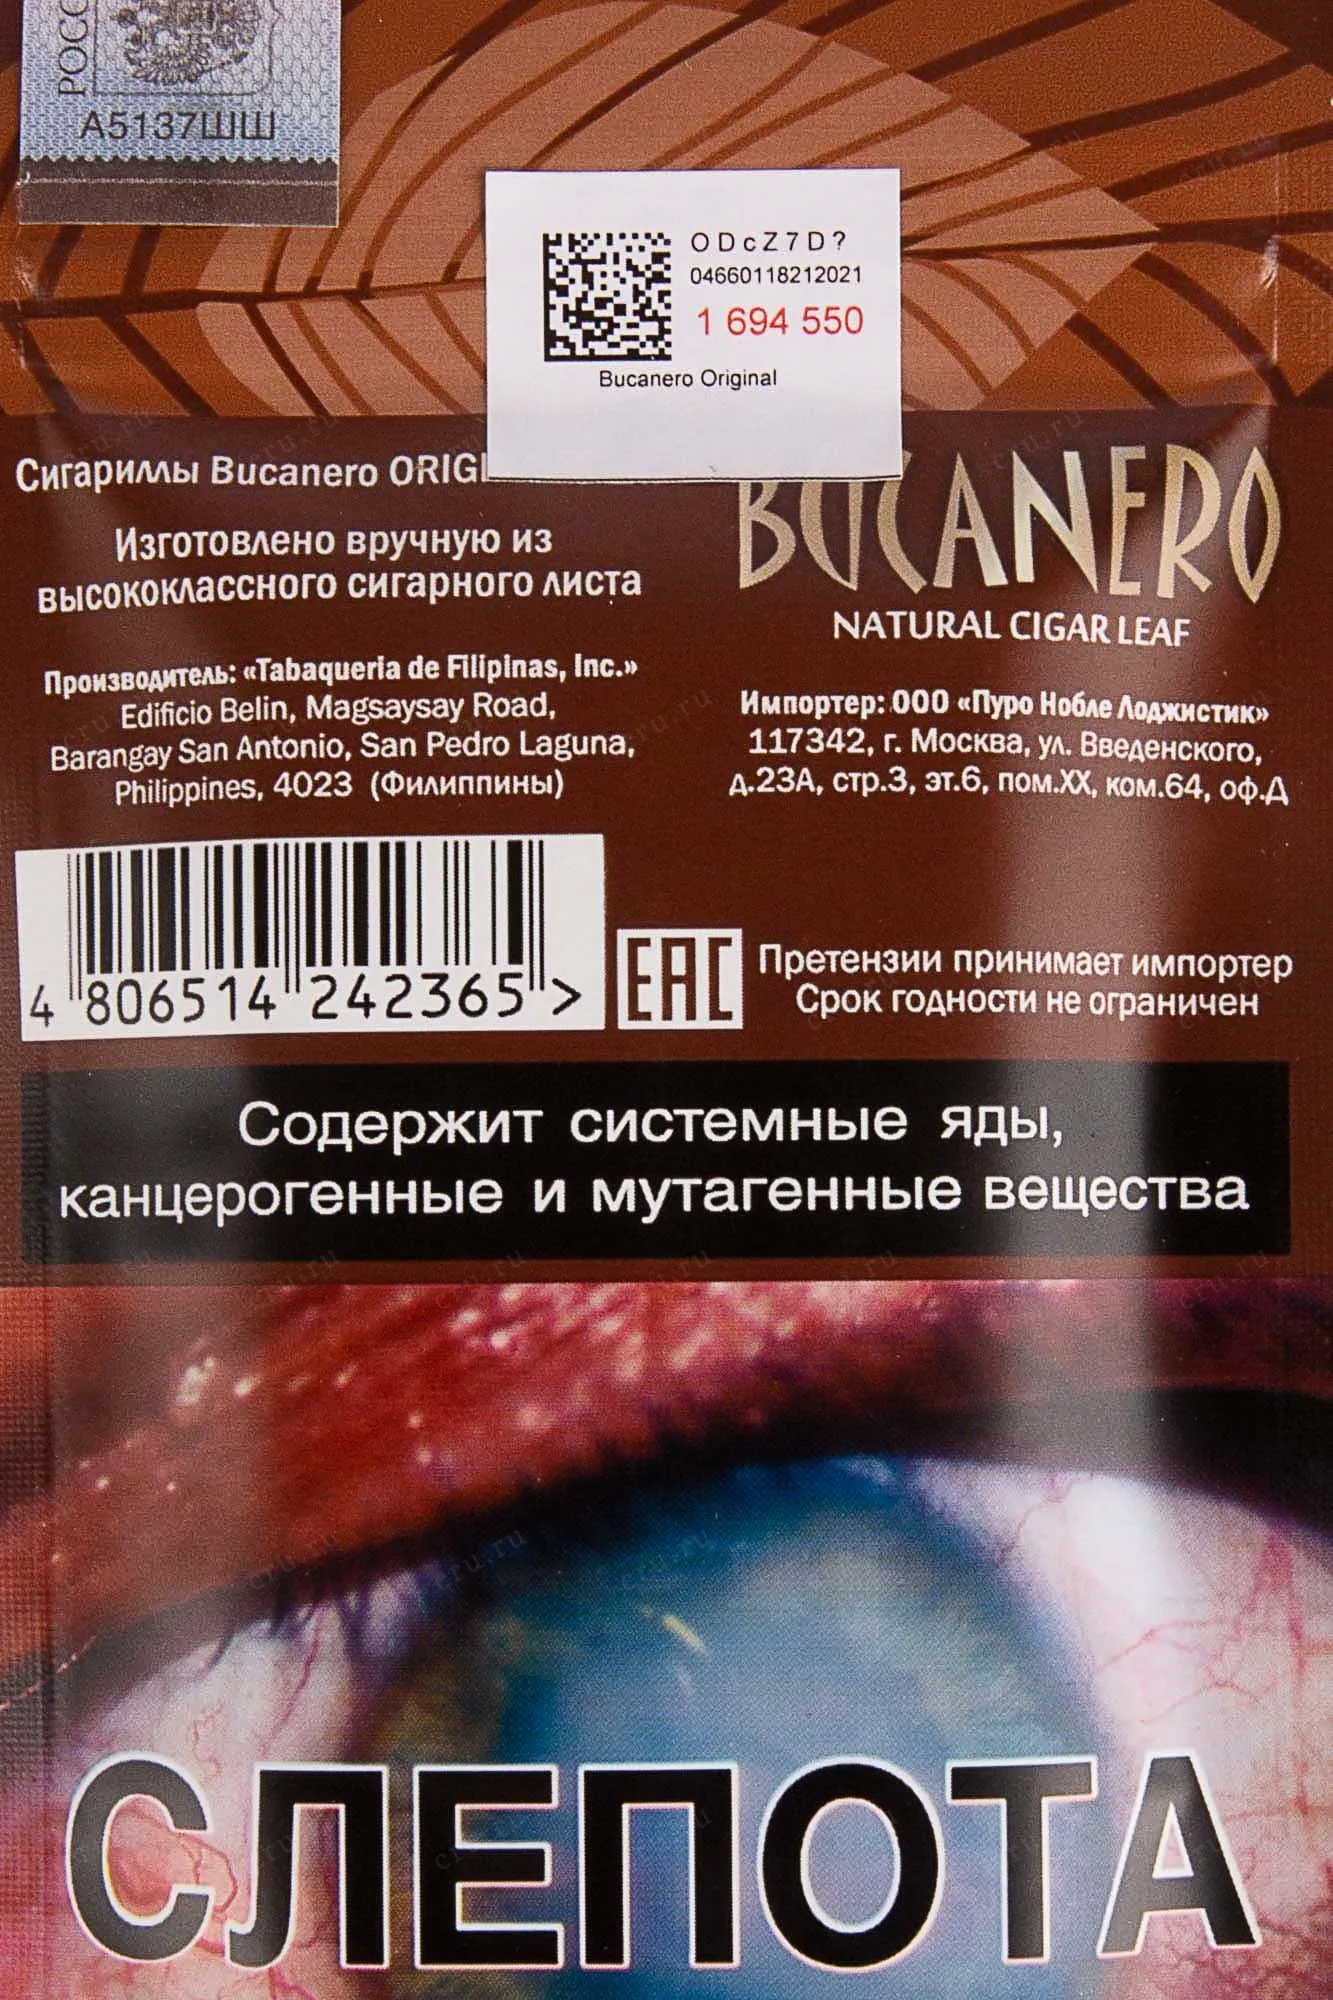 А5137ШШ
ODcZ7D?
04660118212021
1 694 550
Bucanero Original
Сигариллы Bucanero ORIGI
Изготовлено вручную из
высококлассного сигарного листа
Производитель: «Tabaqueria de Filipinas, Inc.»
Edificio Belin, Magsaysay Road,
Barangay San Antonio, San Pedro Laguna,
Philippines, 4023 (Филиппины)
BUCANERO
NATURAL CIGAR LEAF
Импортер: ООО «Пуро Нобле Лоджистик»
117342, г. Москва, ул. Введенского,
д.23А, стр.3, эт.6, пом.XX, ком.64, оф.Д
4 806514 242365 >
EAC
Претензии принимает импортер
Срок годности не ограничен
Содержит системные яды,
канцерогенные и мутагенные вещества
СЛЕПОТА
cru.ru